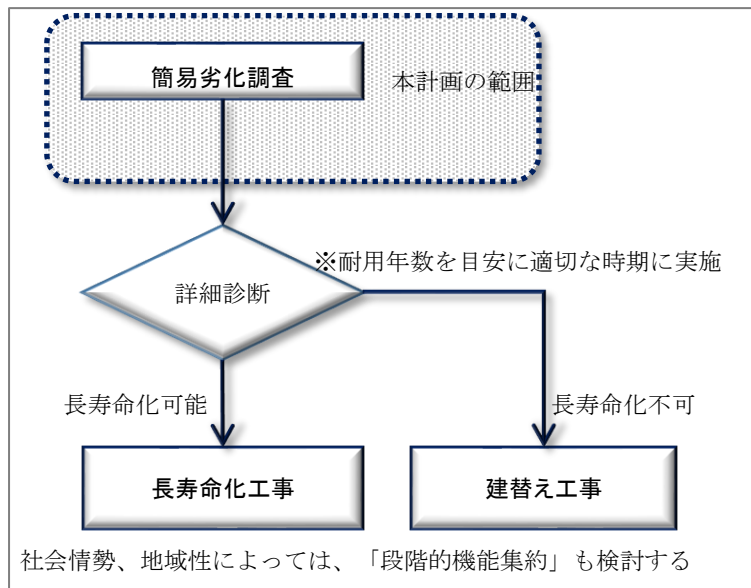 簡易劣化調査
本計画の範囲
※耐用年数を目安に適切な時期に実施
詳細診断
長寿命化可能
長寿命化不可
長寿命化工事
建替え工事
社会情勢、地域性によっては、「段階的機能集約」も検討する